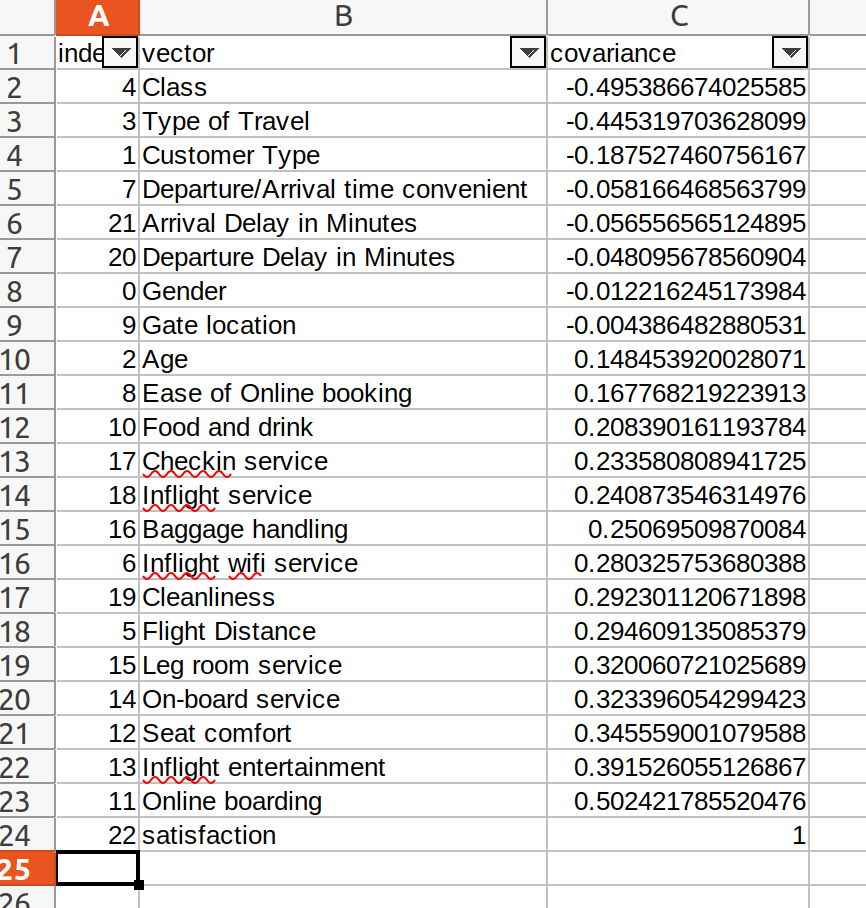 A B C
1 inde vector covariance
2 4 Class -0.495386674025585
3 3 Type of Travel -0.445319703628099
4 1 Customer Type -0.187527460756167
5 7 Departure/Arrival time convenient -0.058166468563799
6 21 Arrival Delay in Minutes -0.056556565124895
7 20 Departure Delay in Minutes -0.048095678560904
8 0 Gender -0.012216245173984
9 9 Gate location -0.004386482880531
10 2 Age 0.148453920028071
11 8 Ease of Online booking 0.167768219223913
12 10 Food and drink 0.208390161193784
13 17 Checkin service 0.233580808941725
14 18 Inflight service 0.240873546314976
15 16 Baggage handling 0.25069509870084
16 6 Inflight wifi service 0.280325753680388
17 19 Cleanliness 0.292301120671898
18 5 Flight Distance 0.294609135085379
19 15 Leg room service 0.320060721025689
20 14 On-board service 0.323396054299423
21 12 Seat comfort 0.345559001079588
22 13 Inflight entertainment 0.391526055126867
23 11 Online boarding 0.502421785520476
24 22 satisfaction 1
25
26